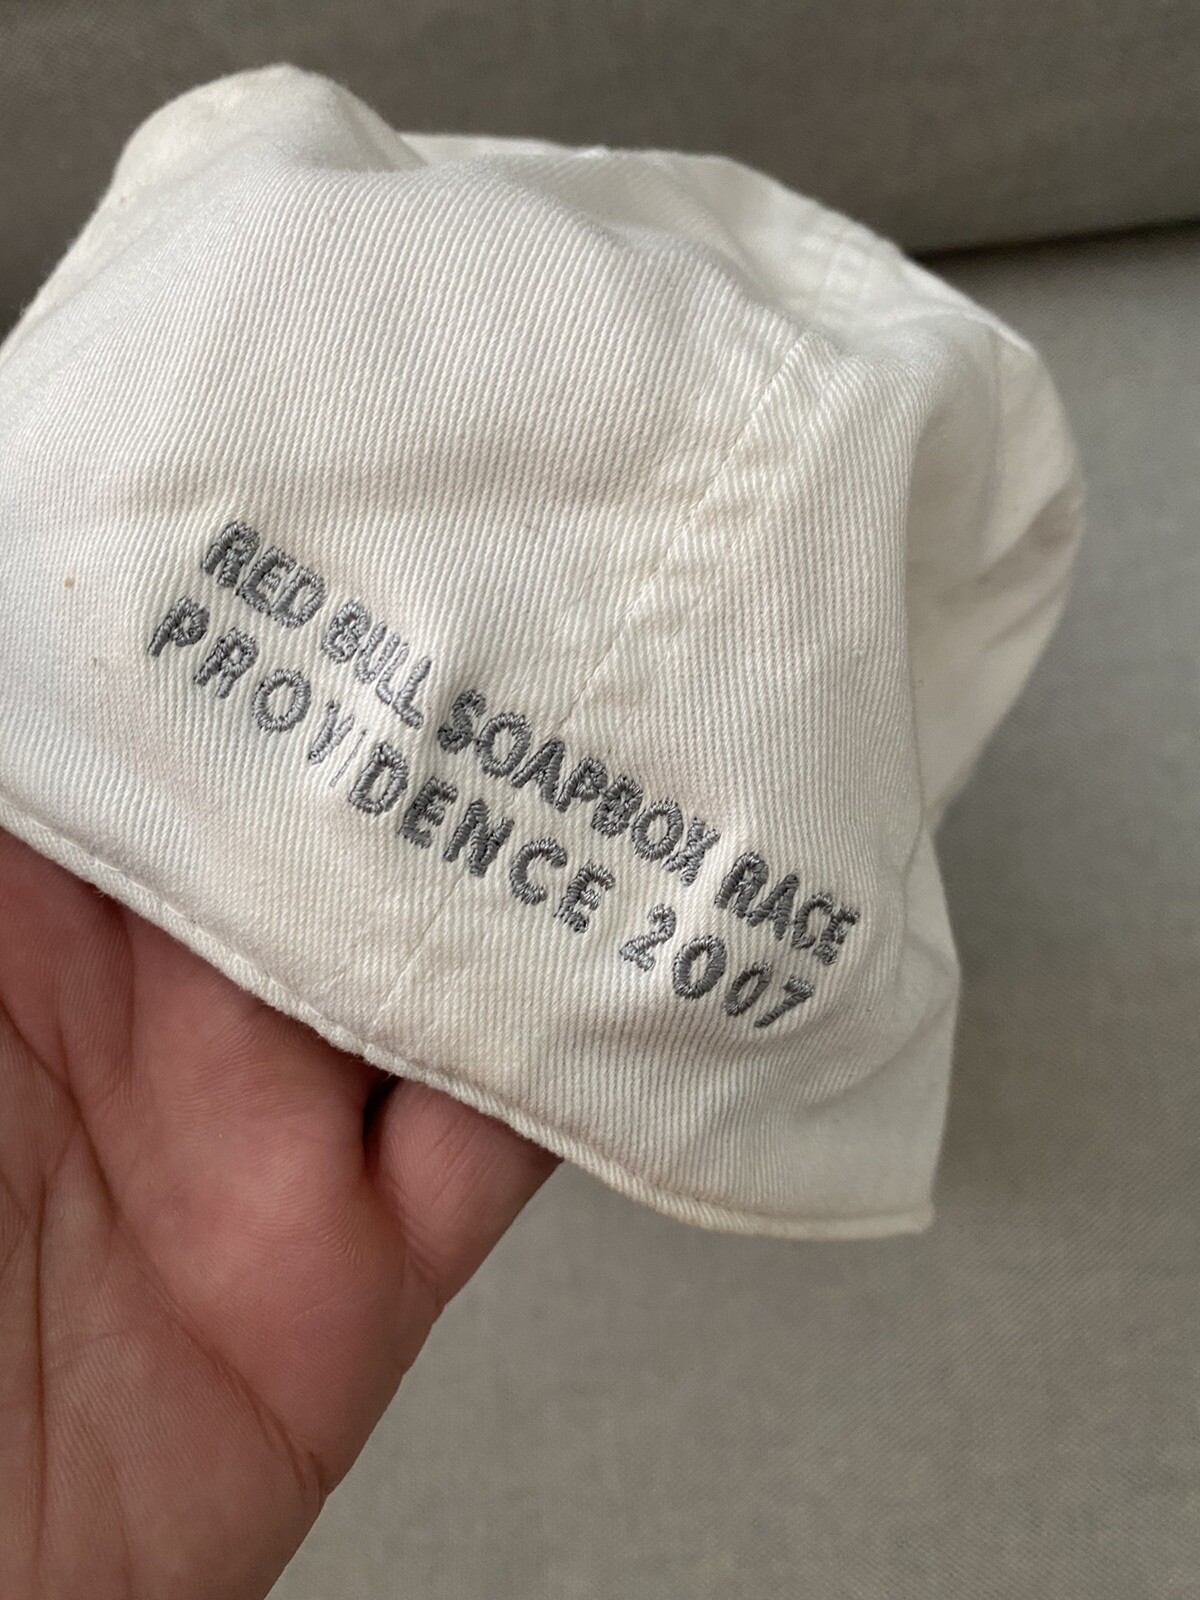 RED BULL SOAPBOX RACE
PROVIDENCE 2007